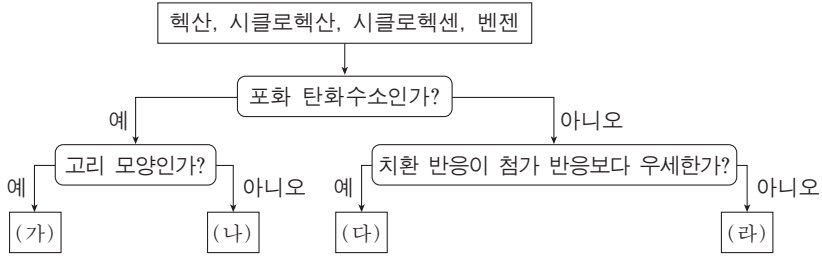 헥산, 시클로헥산, 시클로헥센, 벤젠
포화 탄화수소인가?
예
아니오
고리 모양인가?
치환 반응이 첨가 반응보다 우세한가?
예
아니오
예
아니오
(가)
(나)
(다)
(라)